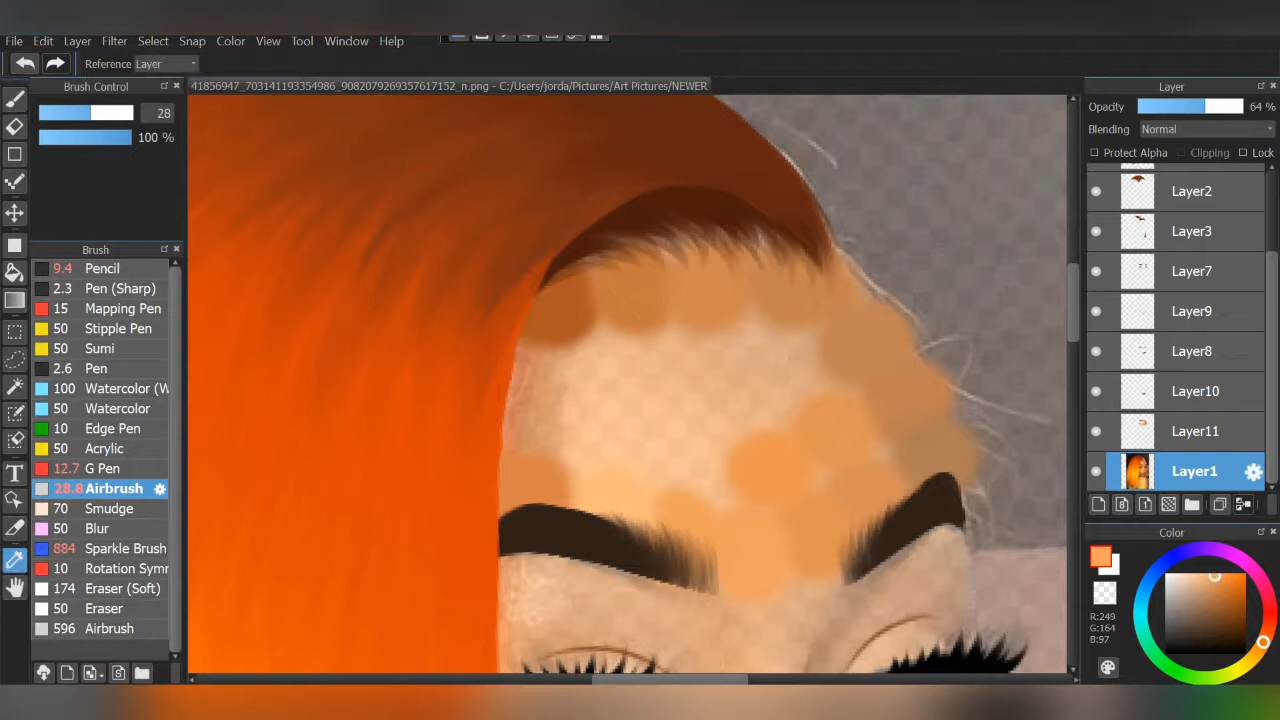 File Edit Layer Filter Select Snap Color View Tool Window Help
Reference Layer
Brush Control
28
100 %
41856947_703141193354986_9082079269357617152_n.png - C:/Users/jorda/Pictures/Art Pictures/NEWER
Brush
9.4 Pencil
2.3 Pen (Sharp)
15 Mapping Pen
50 Stipple Pen
50 Sumi
2.6 Pen
100 Watercolor (W
50 Watercolor
10 Edge Pen
50 Acrylic
12.7 G Pen
28.8 Airbrush
70 Smudge
50 Blur
884 Sparkle Brush
10 Rotation Symr
174 Eraser (Soft)
50 Eraser
596 Airbrush
Layer
Opacity 64 %
Blending Normal
Protect Alpha Clipping Lock
Layer2
Layer3
Layer7
Layer9
Layer8
Layer10
Layer11
Layer1
8 1
S
Color
R:249
G:164
B:97